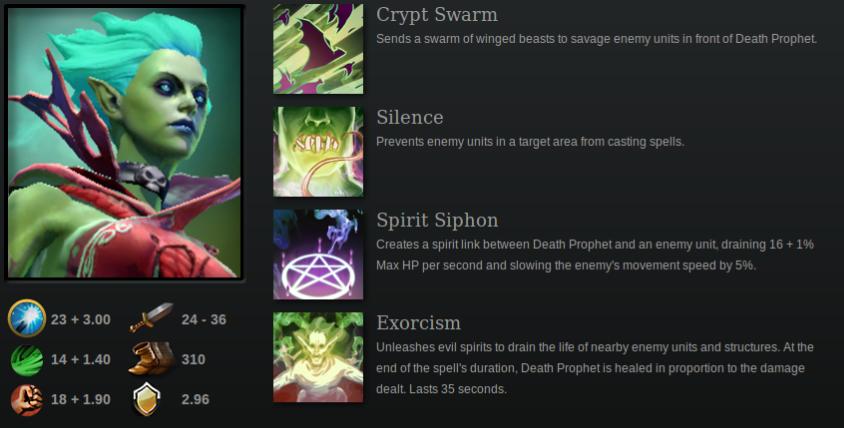 Crypt Swarm
Sends a swarm of winged beasts to savage enemy units in front of Death Prophet.
Silence
Prevents enemy units in a target area from casting spells.
Spirit Siphon
Creates a spirit link between Death Prophet and an enemy unit, draining 16 + 1%
Max HP per second and slowing the enemy's movement speed by 5%.
Exorcism
Unleashes evil spirits to drain the life of nearby enemy units and structures. At the
end of the spell's duration, Death Prophet is healed in proportion to the damage
dealt. Lasts 35 seconds.
23 + 3.00 24 - 36
14 + 1.40 310
18 + 1.90 2.96